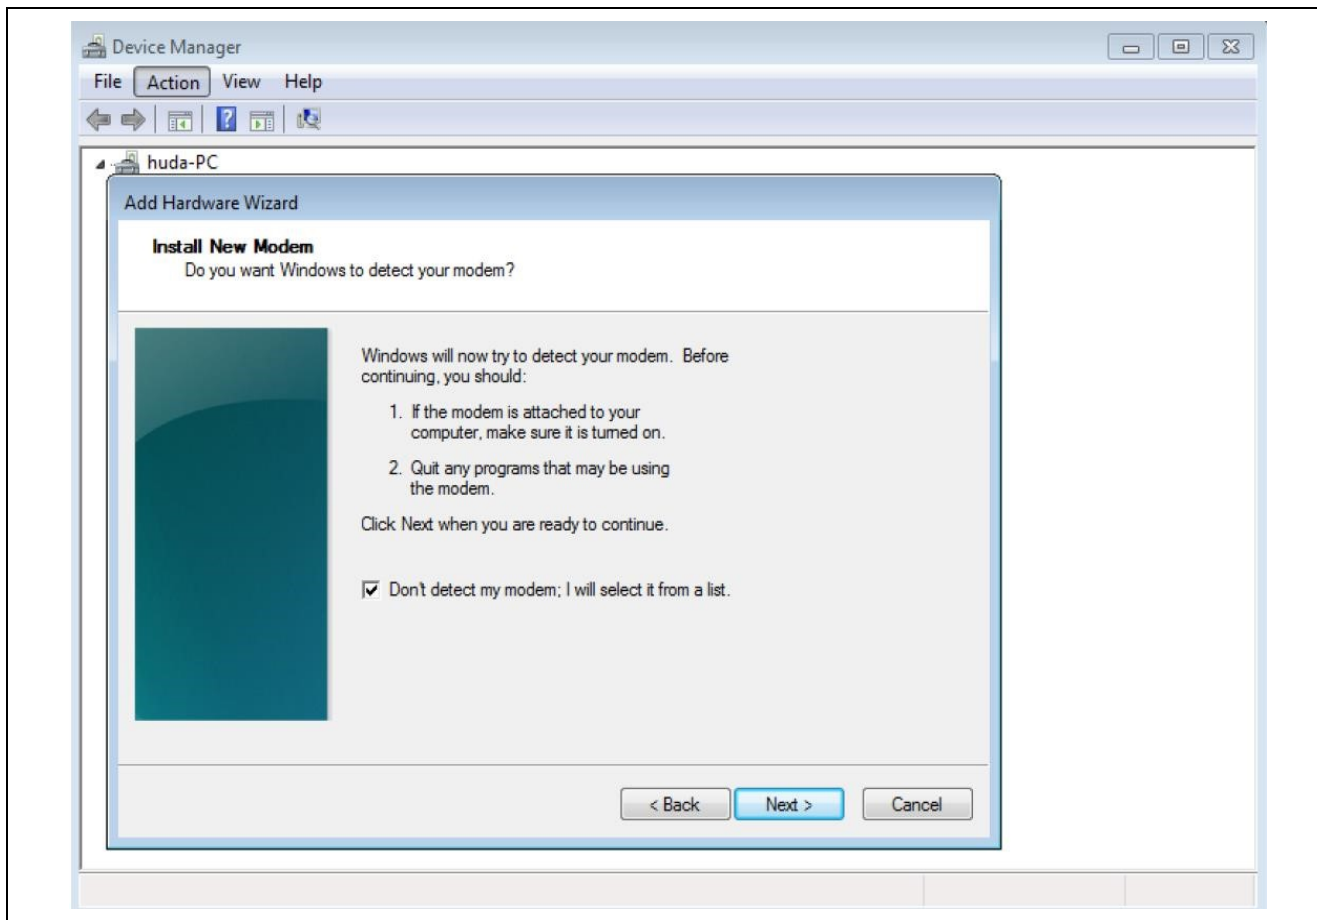 Device Manager
File Action View Help
huda-PC
Add Hardware Wizard
Install New Modem
Do you want Windows to detect your modem?
Windows will now try to detect your modem. Before
continuing, you should:
1. If the modem is attached to your
computer, make sure it is turned on.
2. Quit any programs that may be using
the modem.
Click Next when you are ready to continue.
Don't detect my modem; I will select it from a list.
< Back Next > Cancel